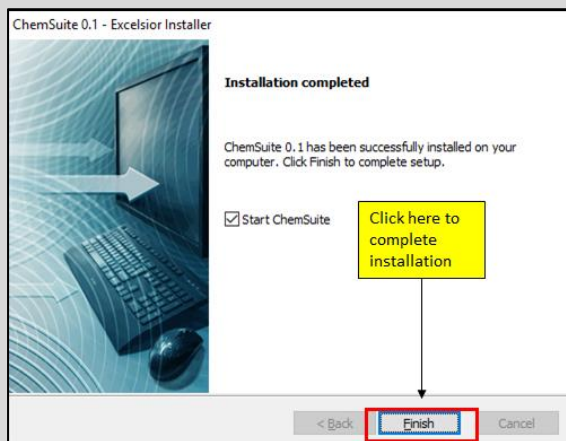 ChemSuite 0.1 - Excelsior Installer
Installation completed
ChemSuite 0.1 has been successfully installed on your
computer. Click Finish to complete setup.
Start ChemSuite
Click here to
complete
installation
< Back
Finish
Cancel